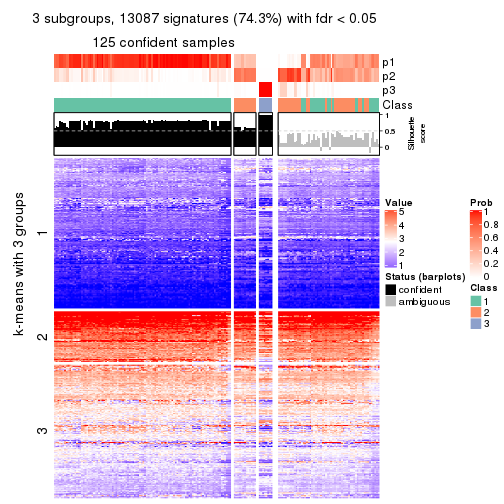 3 subgroups, 13087 signatures (74.3%) with fdr < 0.05
125 confident samples
p1
p2
p3
Class
1
0.5
0
Silhouette
score
k-means with 3 groups
1
2
3
Value
5
4
3
2
1
Status (barplots)
confident
ambiguous
Prob
1
0.8
0.6
0.4
0.2
0
Class
1
2
3